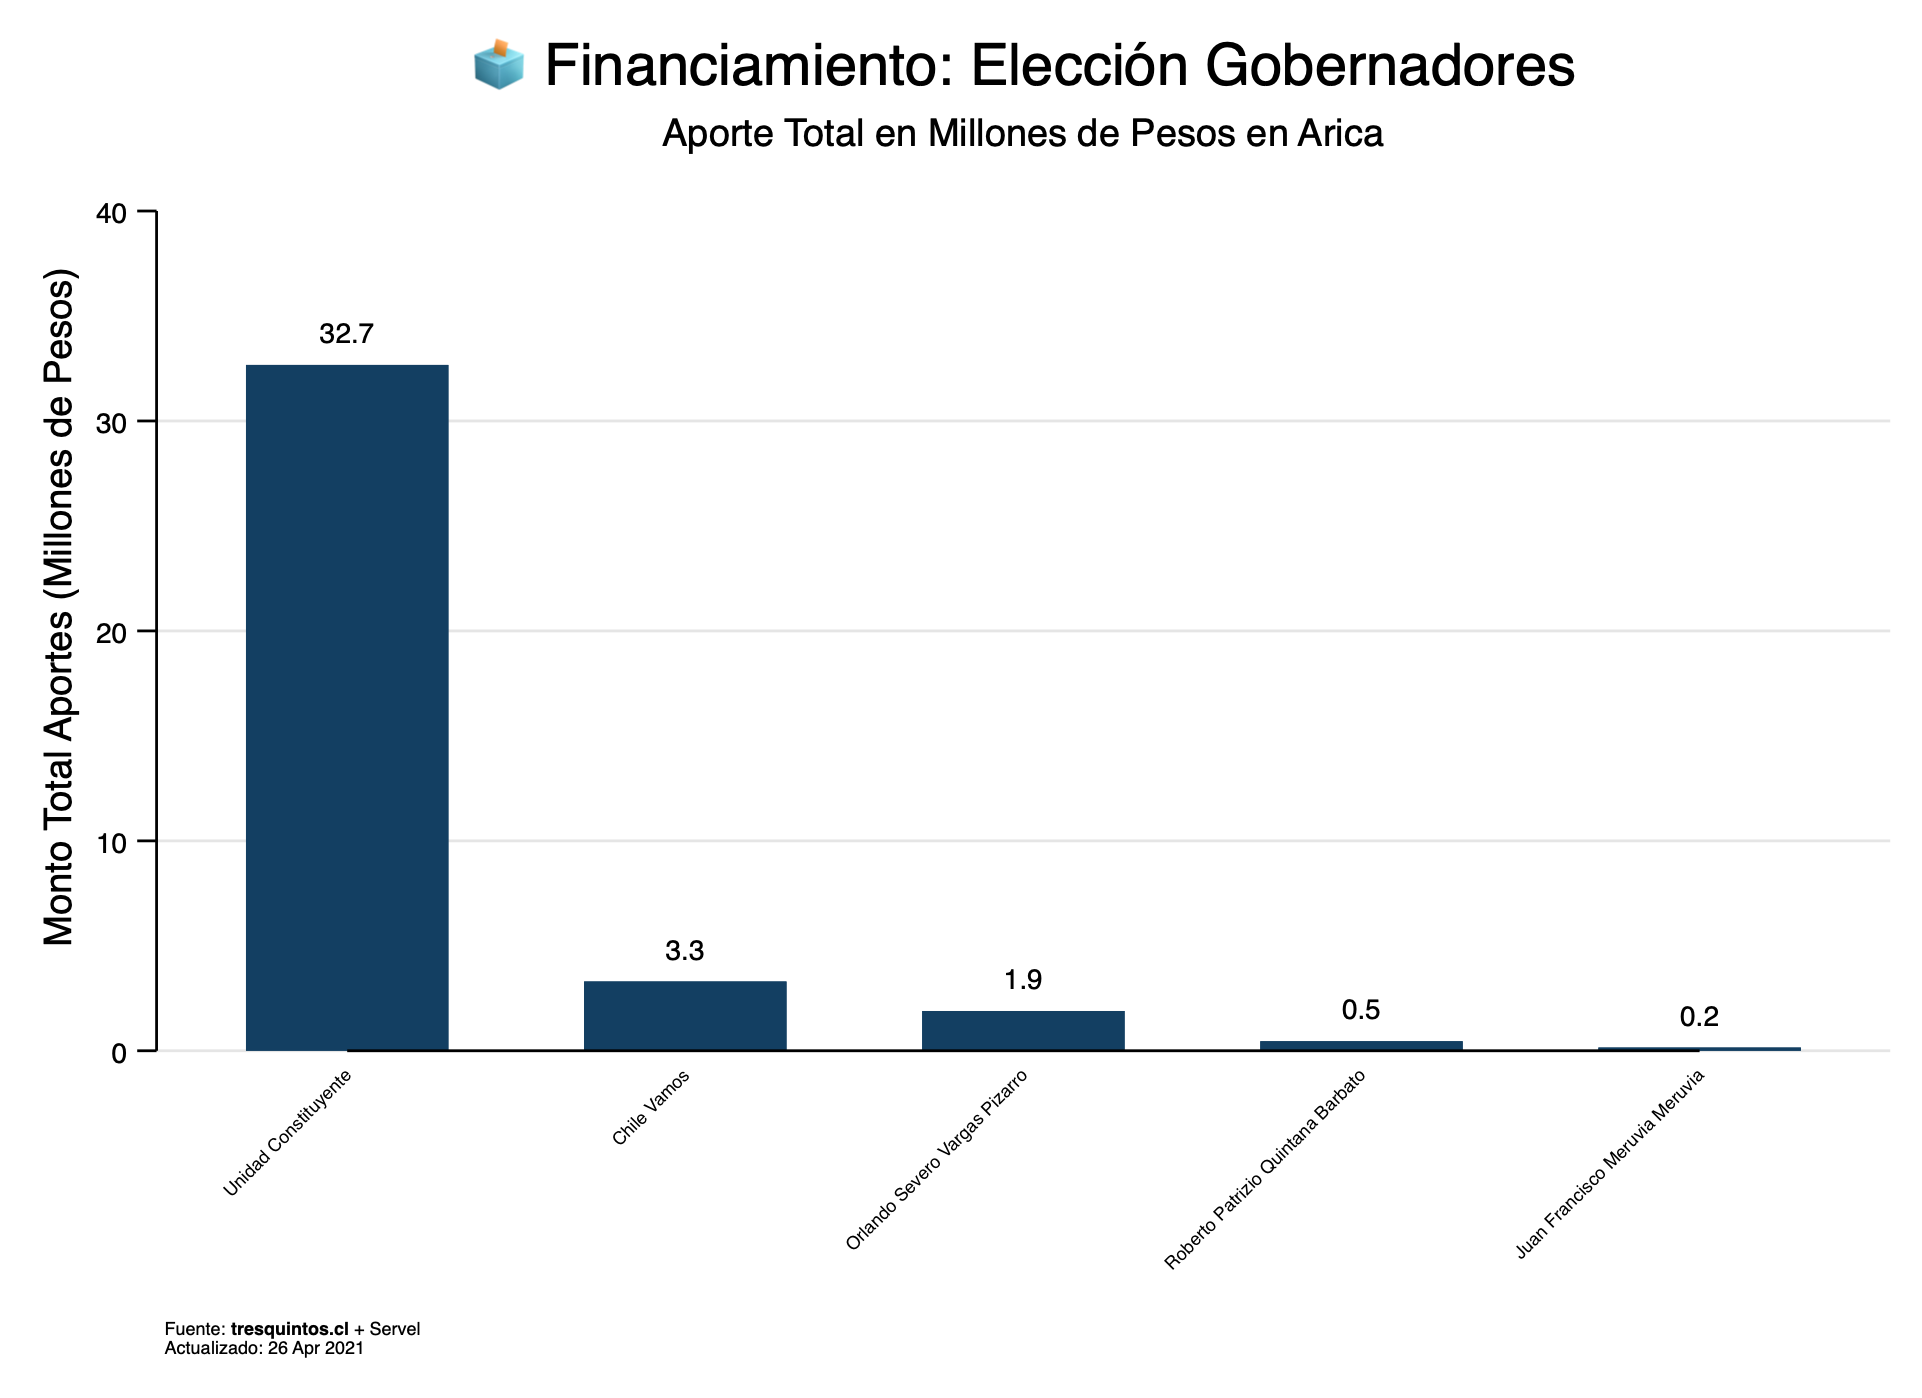 Financiamiento: Elección Gobernadores
Aporte Total en Millones de Pesos en Arica
Monto Total Aportes (Millones de Pesos)
40
30
20
10
0
32.7
3.3
1.9
0.5
0.2
Unidad Constituyente
Chile Vamos
Orlando Severo Vargas Pizarro
Roberto Patrizio Quintana Barbato
Juan Francisco Meruvia Meruvia
Fuente: tresquintos.cl + Servel
Actualizado: 26 Apr 2021